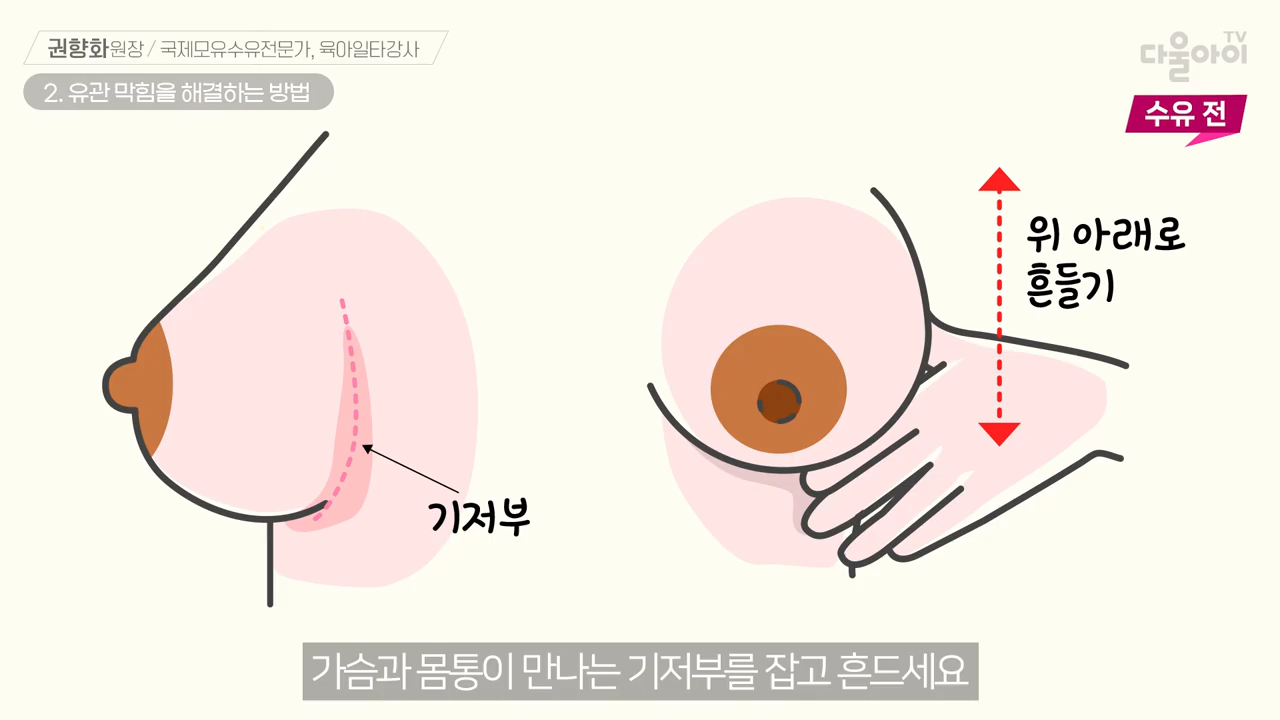 권향화원장 / 국제모유수유전문가, 육아일타강사
다울아이 TV
2. 유관 막힘을 해결하는 방법
수유 전
위 아래로
흔들기
기저부
가슴과 몸통이 만나는 기저부를 잡고 흔드세요